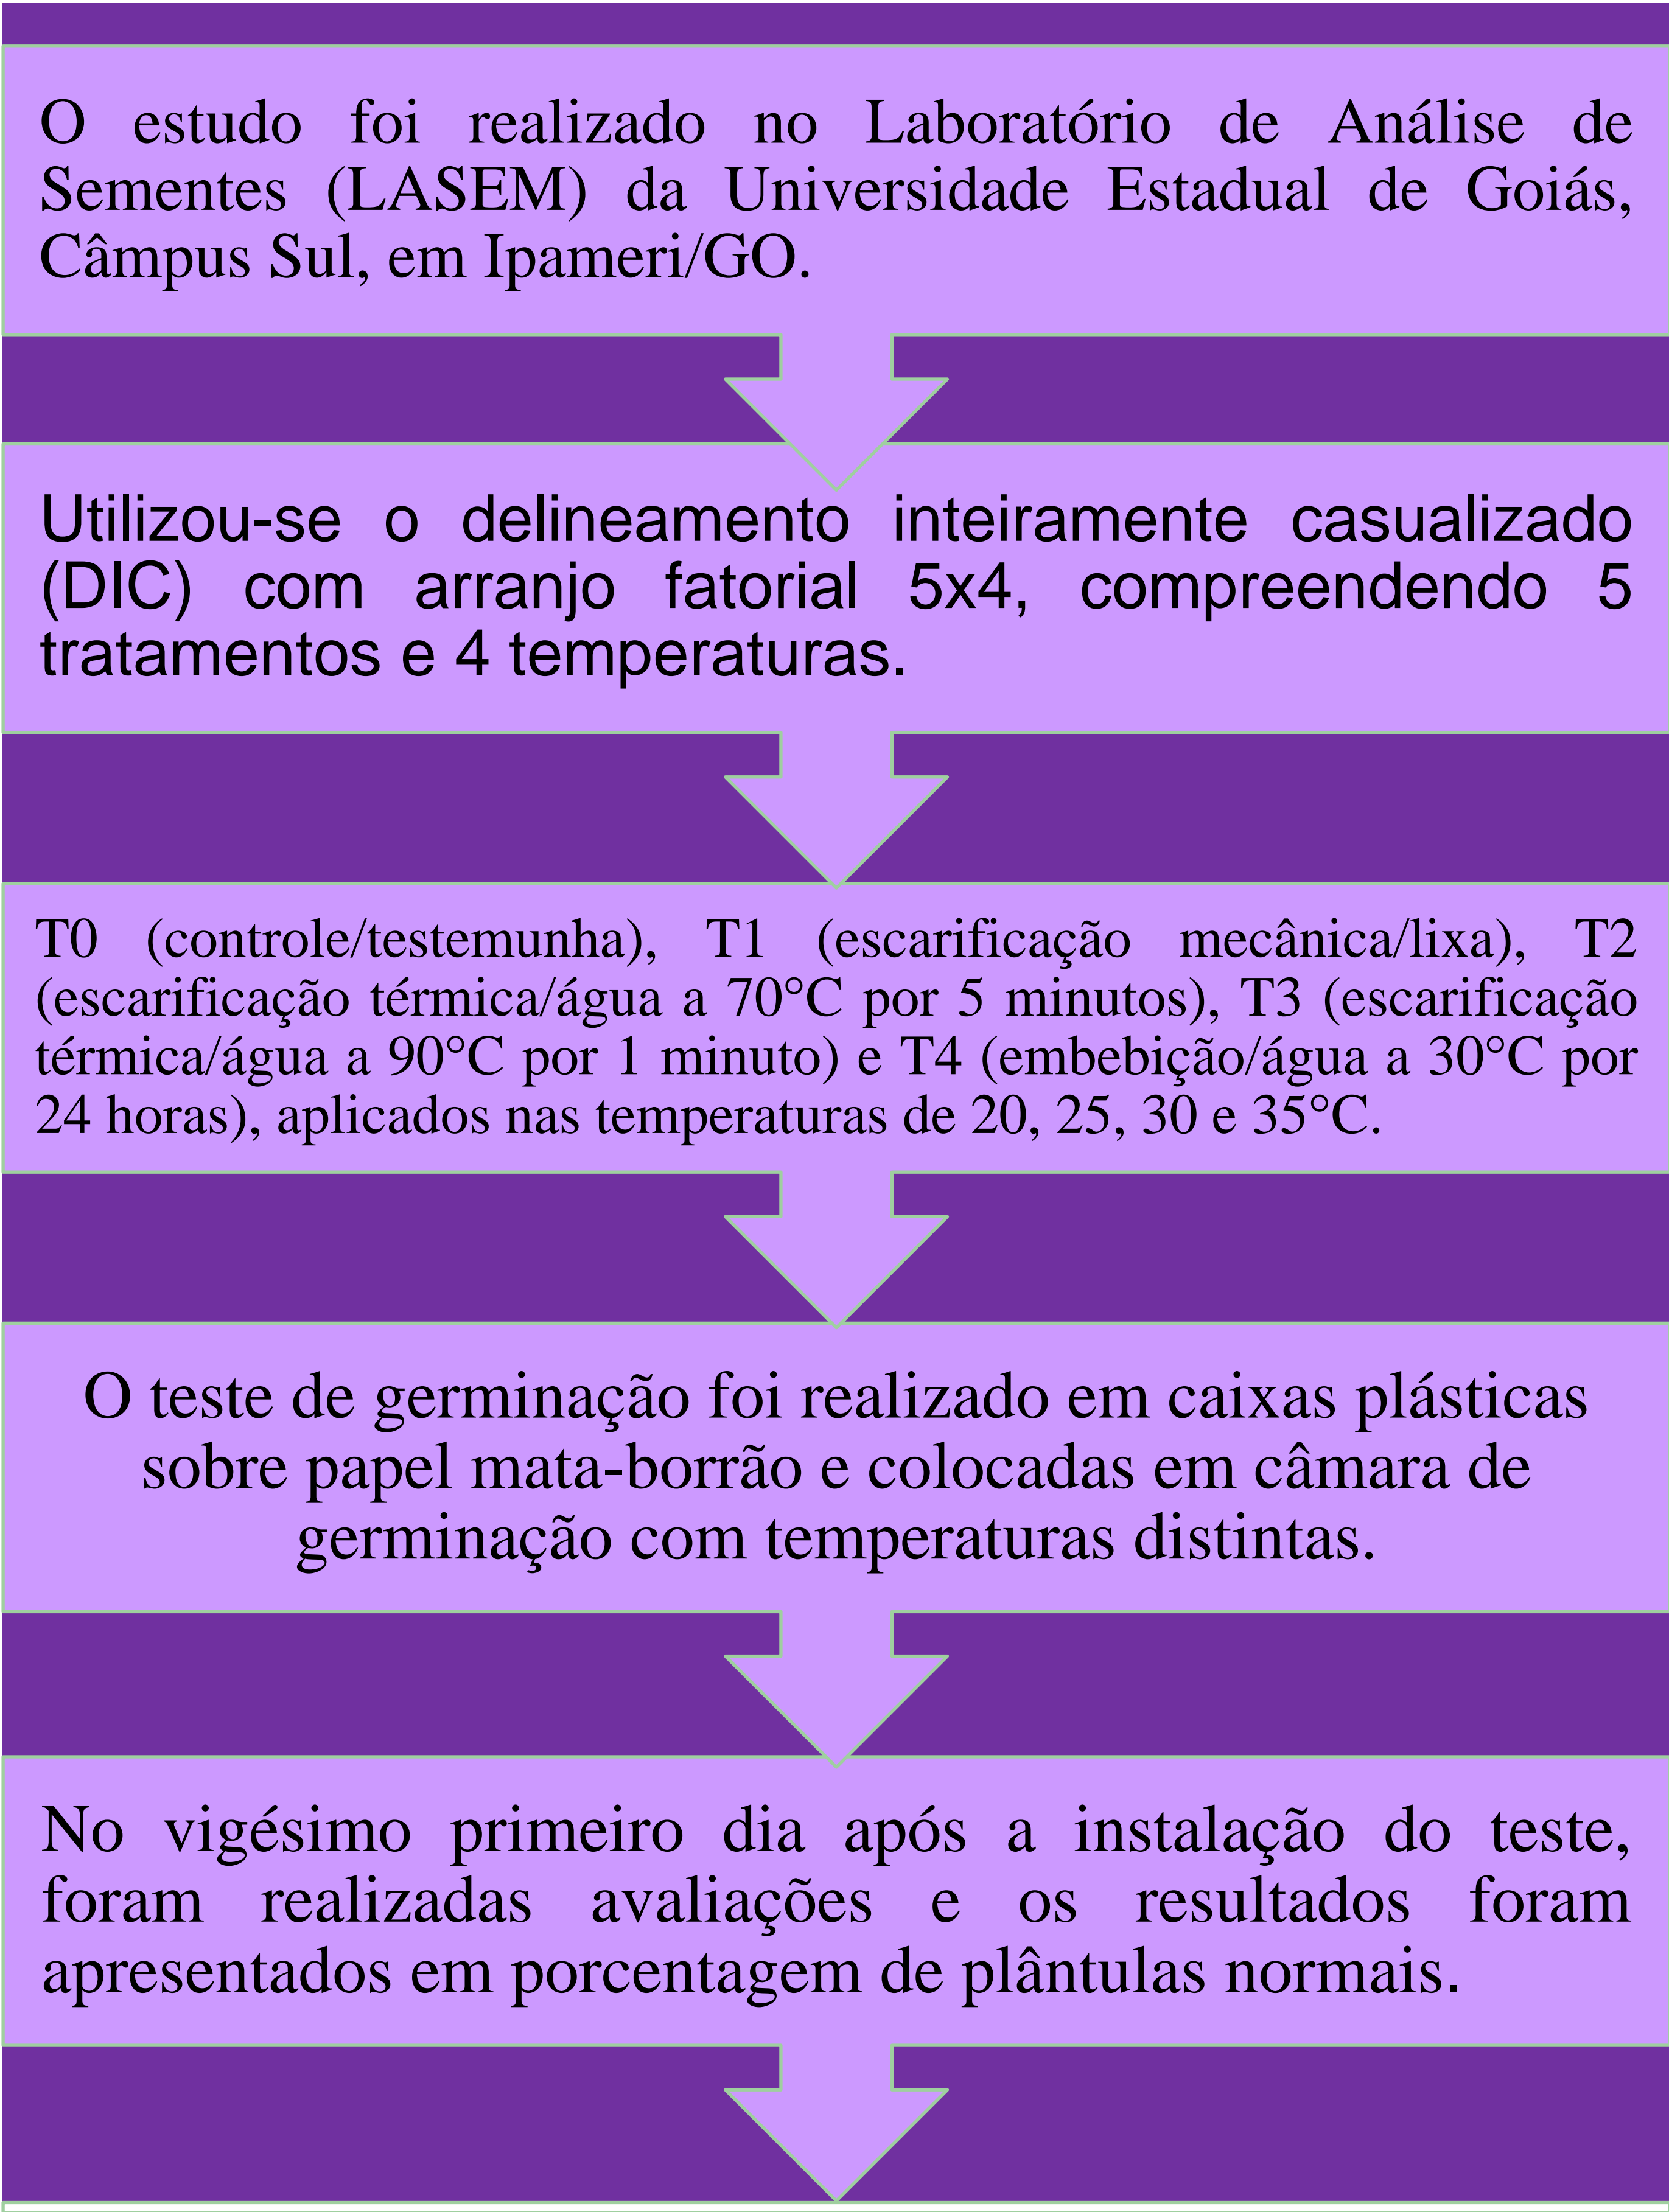 O estudo foi realizado no Laboratório de Análise de
Sementes (LASEM) da Universidade Estadual de Goiás,
Câmpus Sul, em Ipameri/GO.
Utilizou-se o delineamento inteiramente casualizado
(DIC) com arranjo fatorial 5x4, compreendendo 5
tratamentos e 4 temperaturas.
T0 (controle/testemunha), T1 (escarificação mecânica/lixa), T2
(escarificação térmica/água a 70°C por 5 minutos), T3 (escarificação
térmica/água a 90°C por 1 minuto) e T4 (embebição/água a 30°C por
24 horas), aplicados nas temperaturas de 20, 25, 30 e 35°C.
O teste de germinação foi realizado em caixas plásticas
sobre papel mata-borrão e colocadas em câmara de
germinação com temperaturas distintas.
No vigésimo primeiro dia após a instalação do teste,
foram realizadas avaliações e os resultados foram
apresentados em porcentagem de plântulas normais.